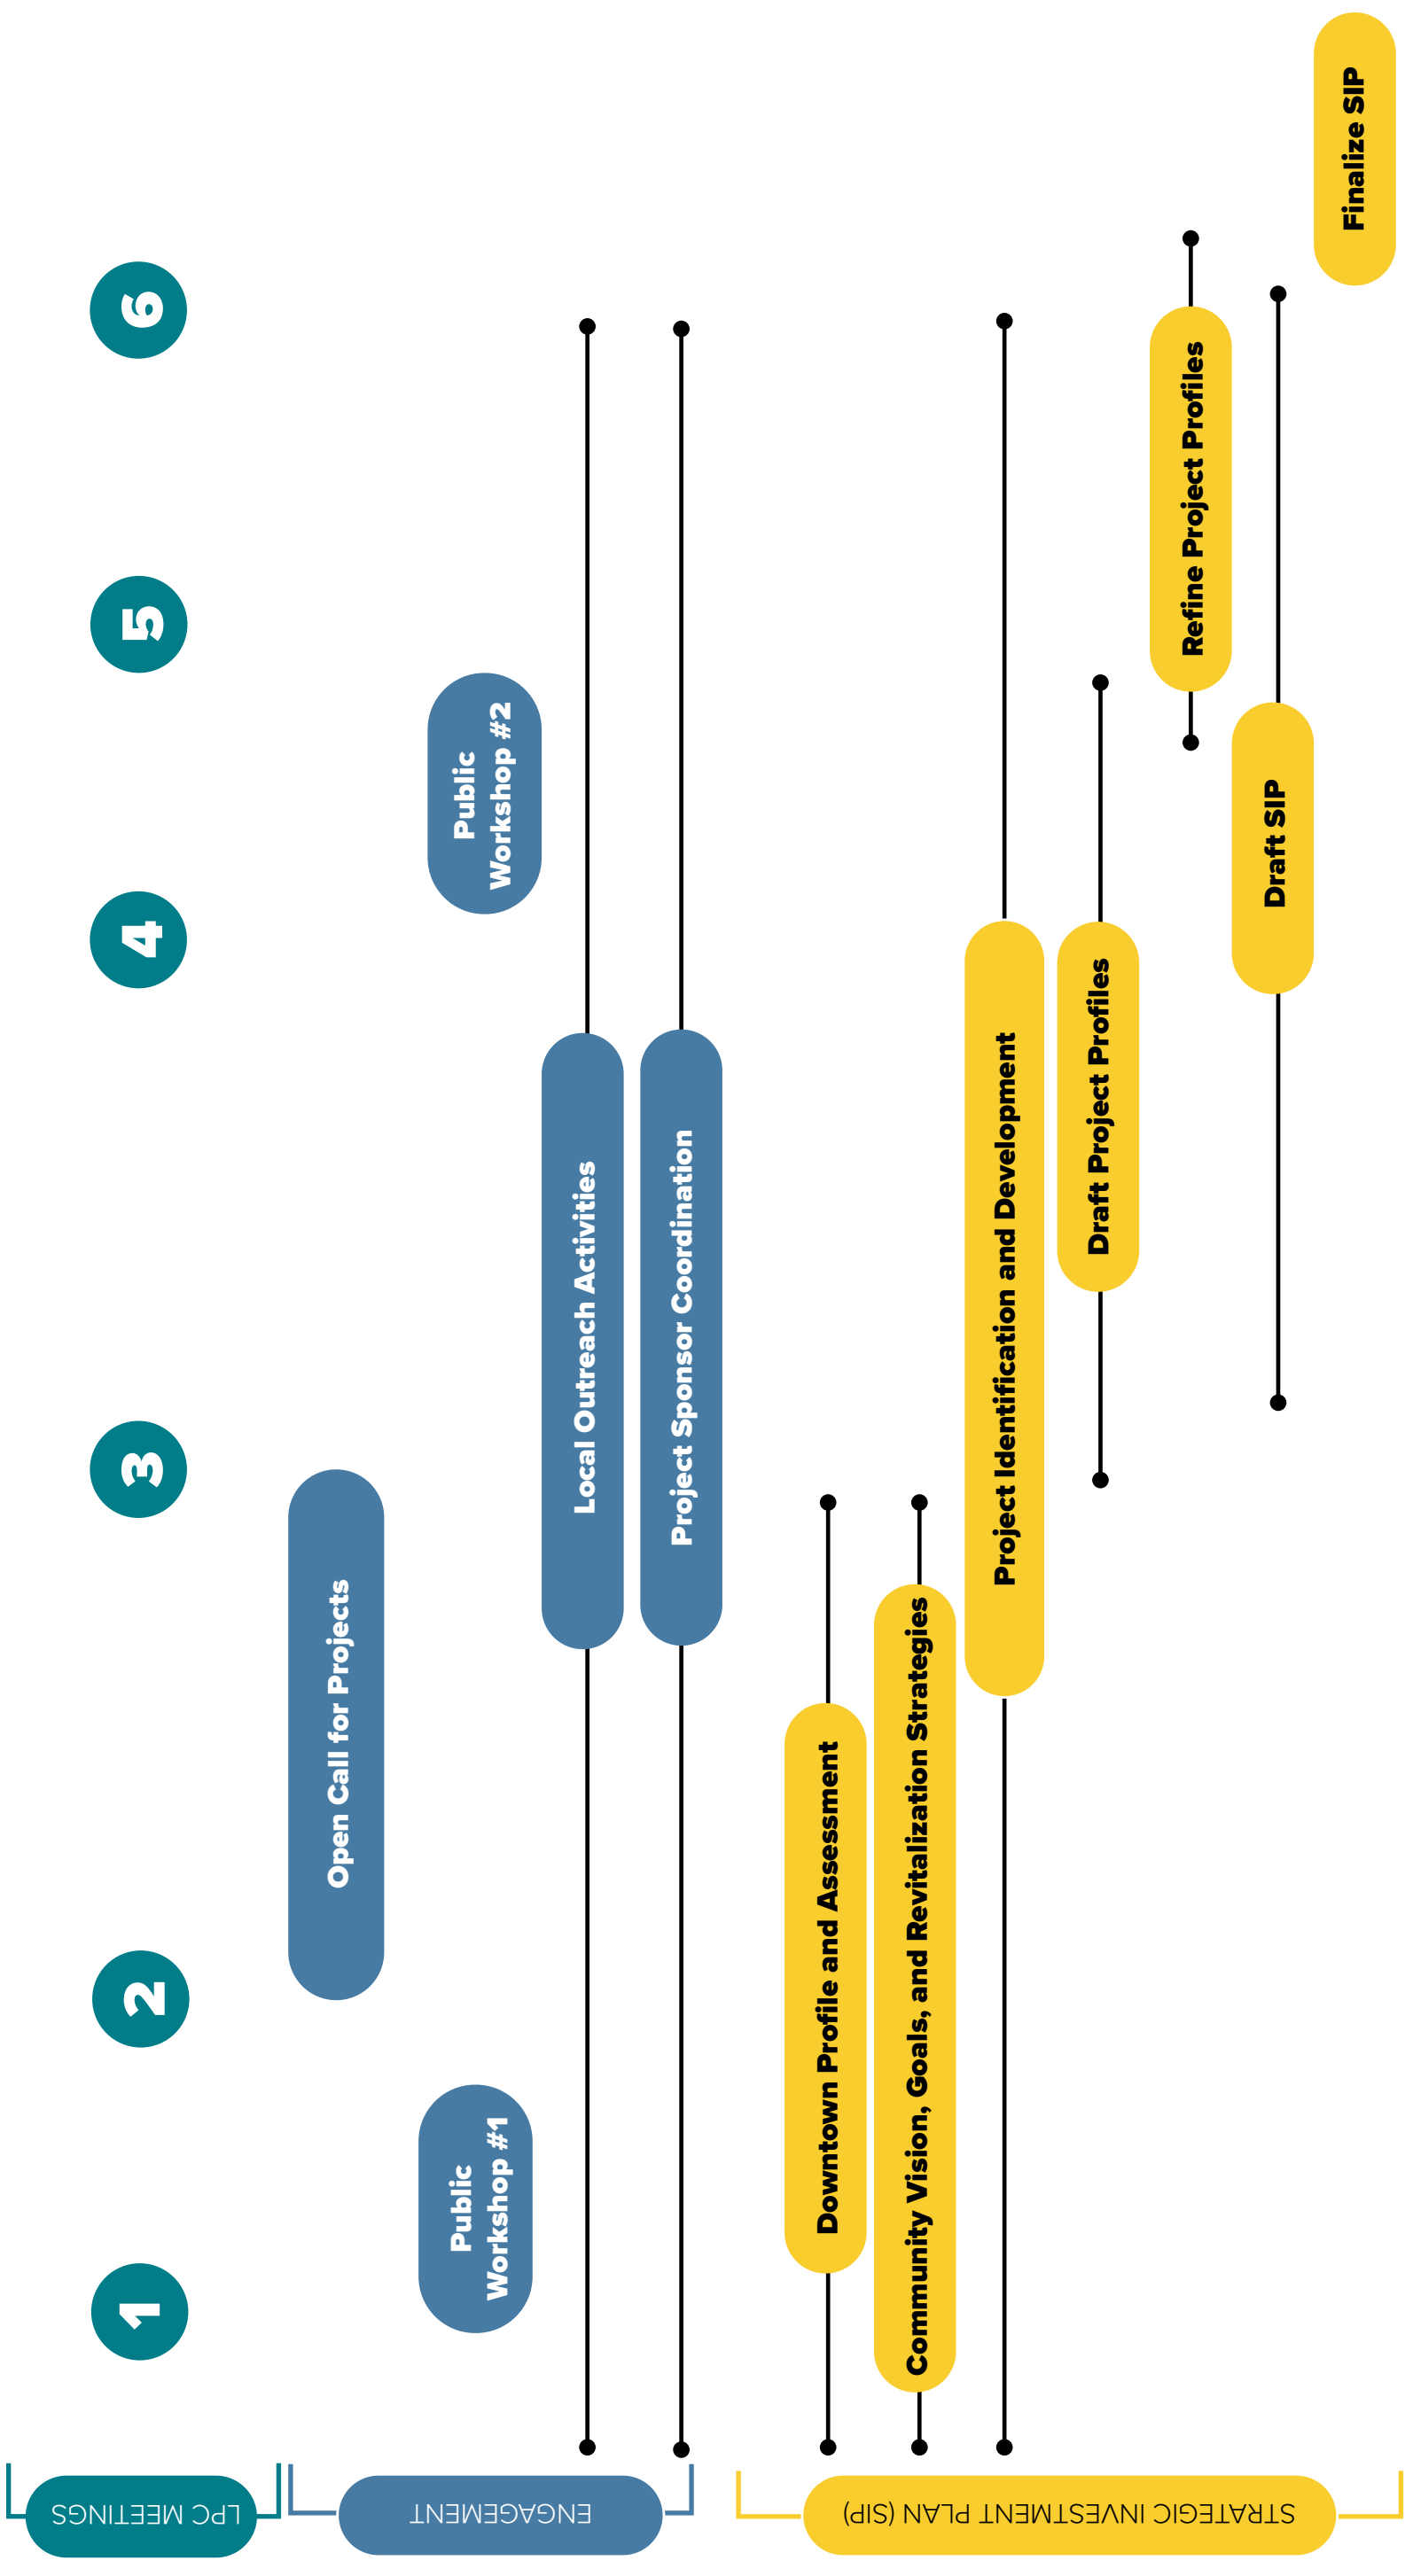 LPC MEETINGS
1
2
3
4
5
6
ENGAGEMENT
Open Call for Projects
Public
Workshop #1
Public
Workshop #2
Local Outreach Activities
Project Sponsor Coordination
STRATEGIC INVESTMENT PLAN (SIP)
Downtown Profile and Assessment
Community Vision, Goals, and Revitalization Strategies
Project Identification and Development
Draft Project Profiles
Refine Project Profiles
Draft SIP
Finalize SIP